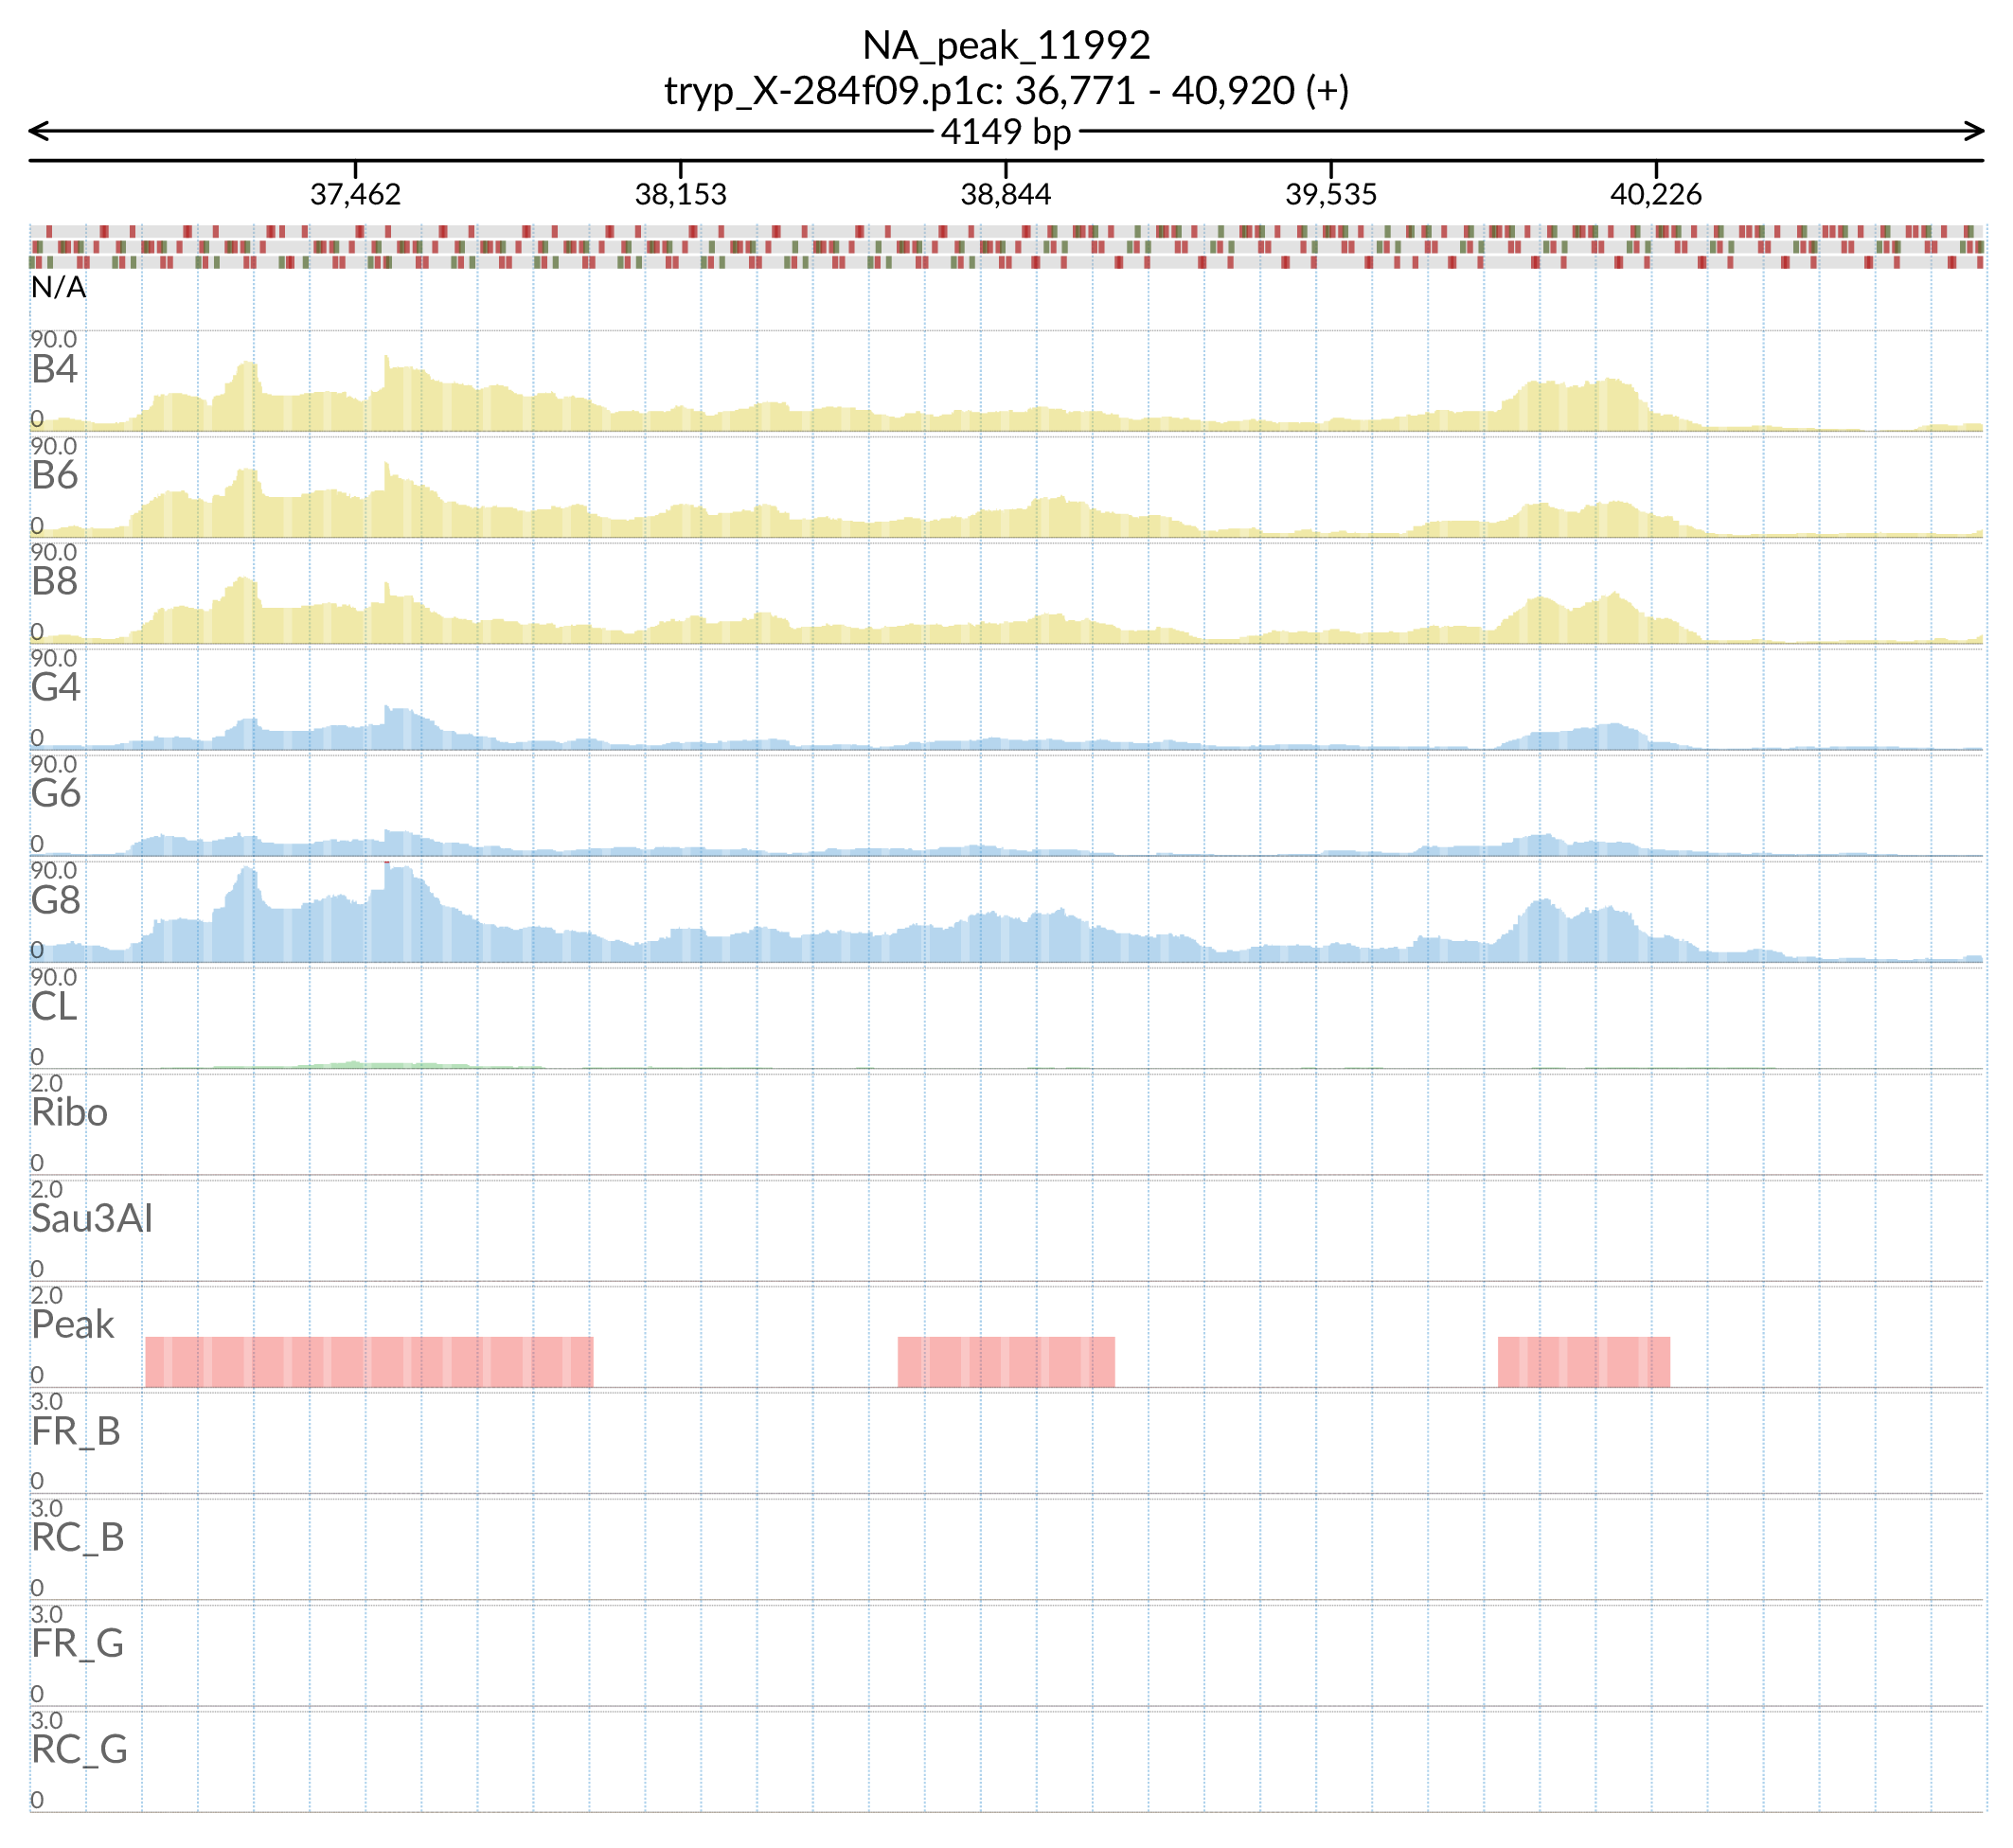 NA_peak_11992
tryp_X-284f09.p1c: 36,771 - 40,920 (+)
4149 bp
37,462 38,153 38,844 39,535 40,226
N/A
90.0
B4
0
90.0
B6
0
90.0
B8
0
90.0
G4
0
90.0
G6
0
90.0
G8
0
90.0
CL
0
2.0
Ribo
0
2.0
Sau3AI
0
2.0
Peak
0
3.0
FR_B
0
3.0
RC_B
0
3.0
FR_G
0
3.0
RC_G
0